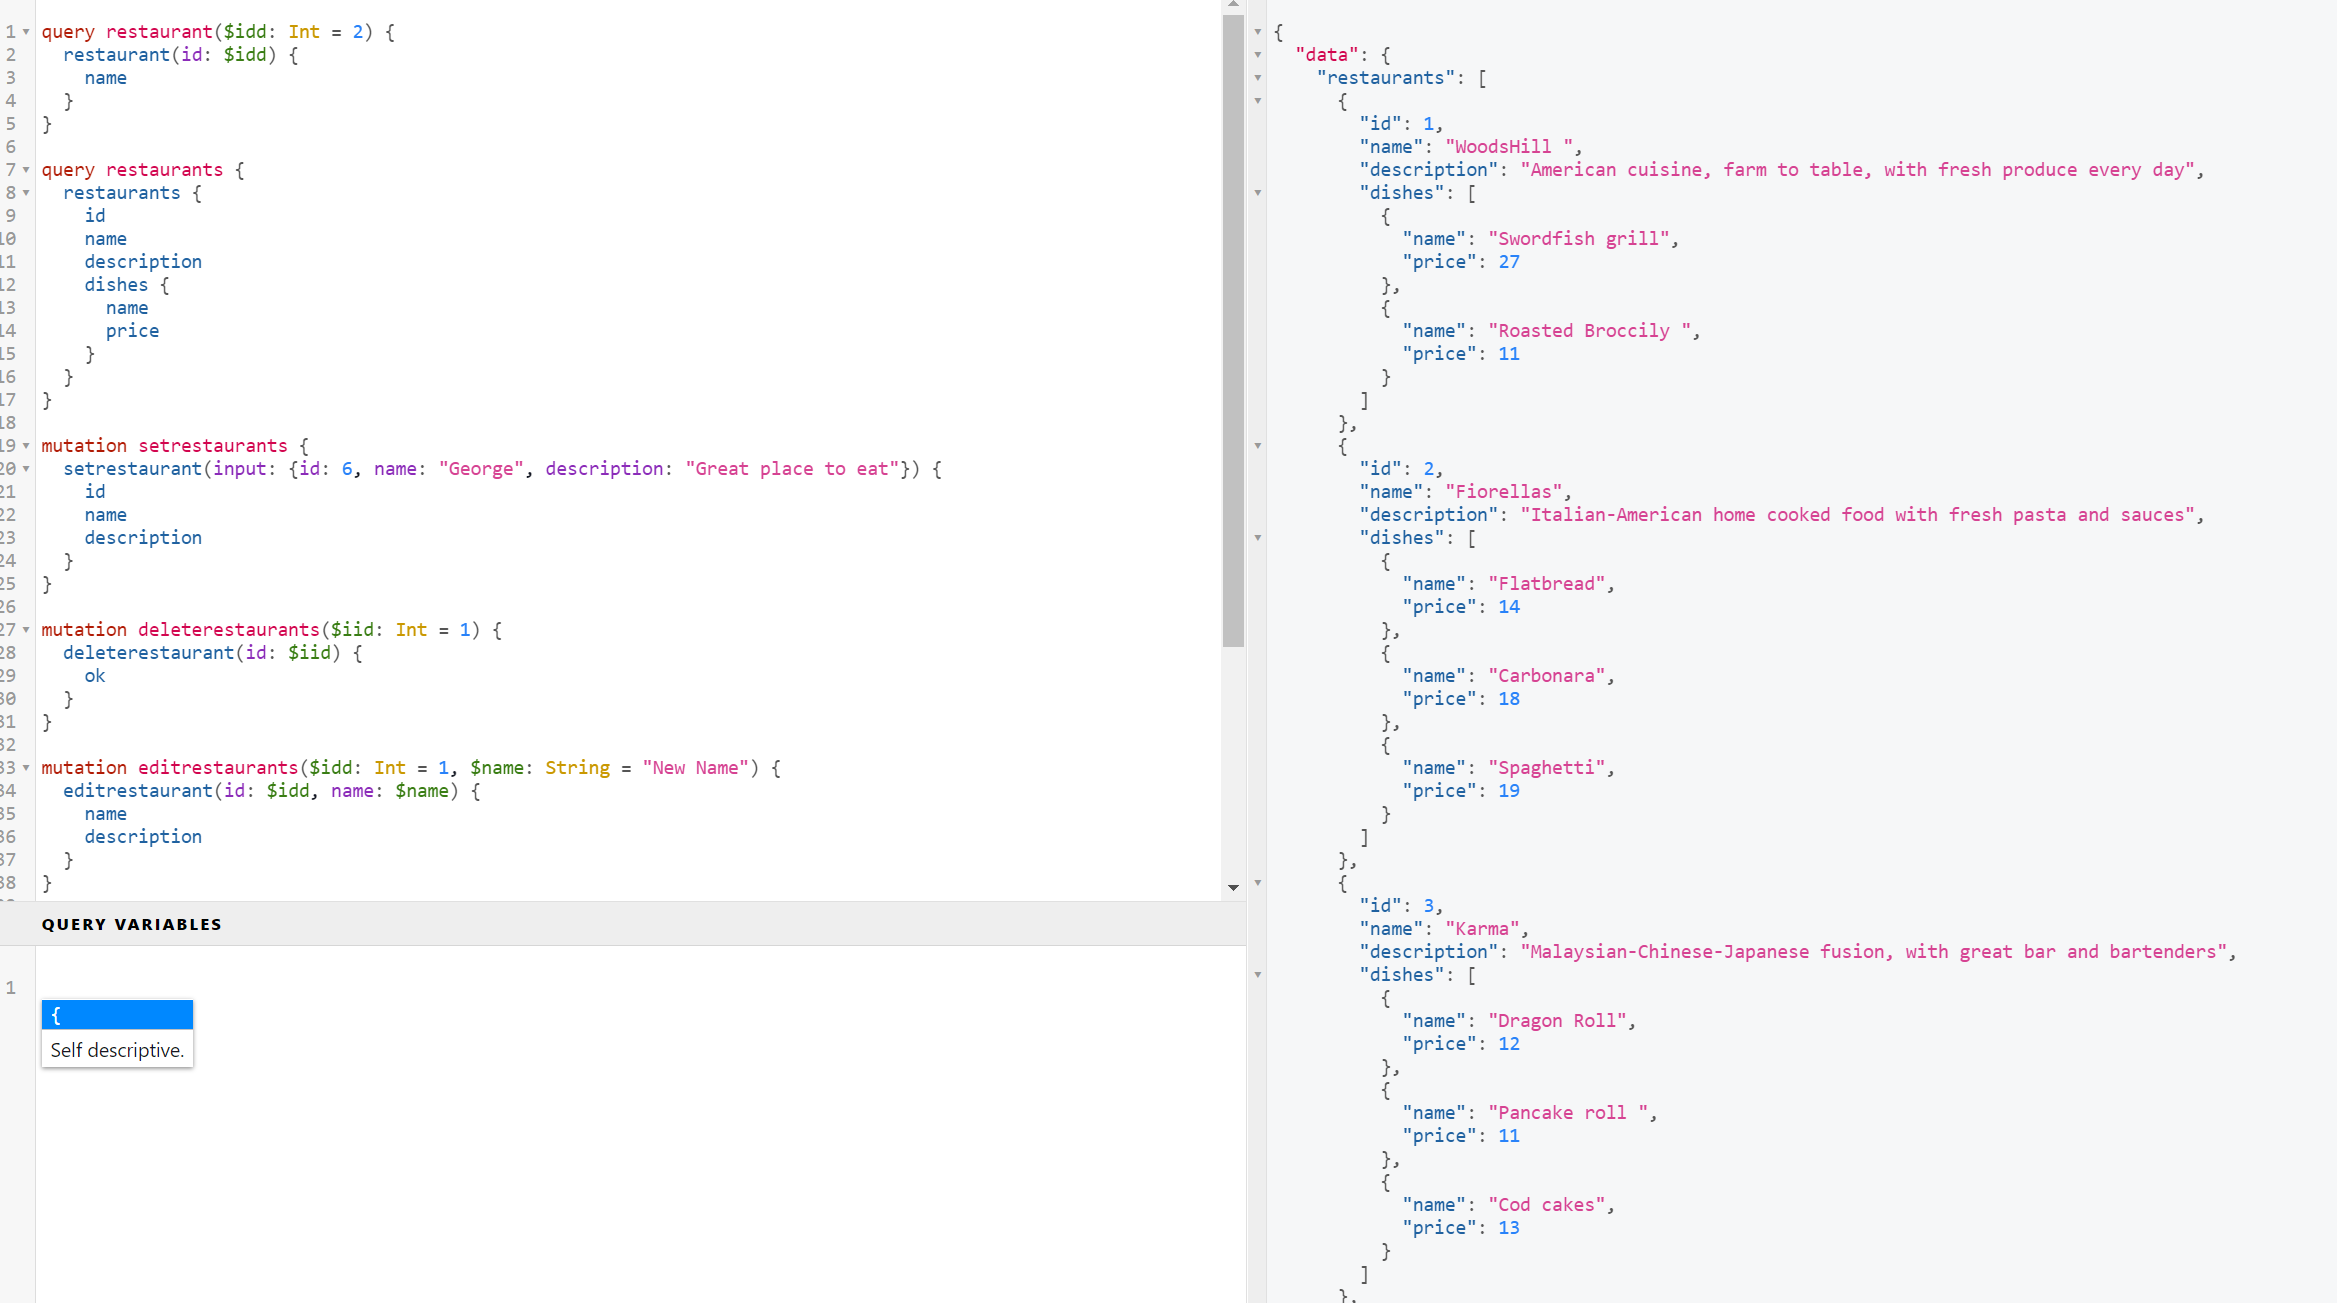 1 query restaurant($idd: Int = 2) {
2 restaurant(id: $idd) {
3 name
4 }
5 }
6
7 query restaurants {
8 restaurants {
9 id
10 name
11 description
12 dishes {
13 name
14 price
15 }
16 }
17 }
18
19 mutation setrestaurants {
20 setrestaurant(input: {id: 6, name: "George", description: "Great place to eat"}) {
21 id
22 name
23 description
24 }
25 }
26
27 mutation deleterestaurants($iid: Int = 1) {
28 deleterestaurant(id: $iid) {
29 ok
30 }
31 }
32
33 mutation editrestaurants($idd: Int = 1, $name: String = "New Name") {
34 editrestaurant(id: $idd, name: $name) {
35 name
36 description
37 }
38 }
QUERY VARIABLES
1
{
Self descriptive.
{
"data": {
"restaurants": [
{
"id": 1,
"name": "WoodsHill ",
"description": "American cuisine, farm to table, with fresh produce every day",
"dishes": [
{
"name": "Swordfish grill",
"price": 27
},
{
"name": "Roasted Broccily ",
"price": 11
}
]
},
{
"id": 2,
"name": "Fiorellas",
"description": "Italian-American home cooked food with fresh pasta and sauces",
"dishes": [
{
"name": "Flatbread",
"price": 14
},
{
"name": "Carbonara",
"price": 18
},
{
"name": "Spaghetti",
"price": 19
}
]
},
{
"id": 3,
"name": "Karma",
"description": "Malaysian-Chinese-Japanese fusion, with great bar and bartenders",
"dishes": [
{
"name": "Dragon Roll",
"price": 12
},
{
"name": "Pancake roll ",
"price": 11
},
{
"name": "Cod cakes",
"price": 13
}
]
},